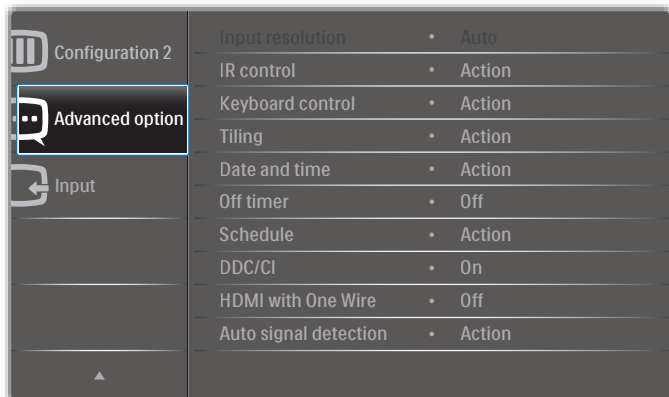 Configuration 2
Advanced option
Input
Input resolution • Auto
IR control • Action
Keyboard control • Action
Tiling • Action
Date and time • Action
Off timer • Off
Schedule • Action
DDC/CI • On
HDMI with One Wire • Off
Auto signal detection • Action